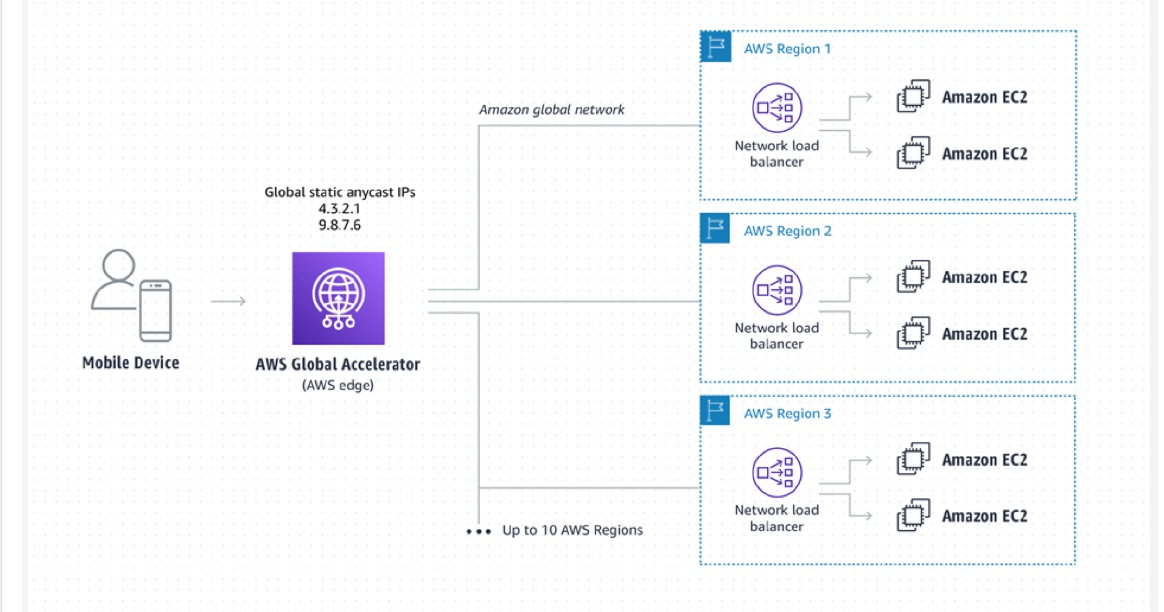 AWS Region 1
Amazon EC2
Amazon global network
Network load
balancer
Amazon EC2
Global static anycast IPs
4.3.2.1
9.8.7.6
AWS Region 2
Amazon EC2
Network load
balancer
Amazon EC2
Mobile Device
AWS Global Accelerator
(AWS edge)
AWS Region 3
Amazon EC2
Network load
balancer
Amazon EC2
••• Up to 10 AWS Regions